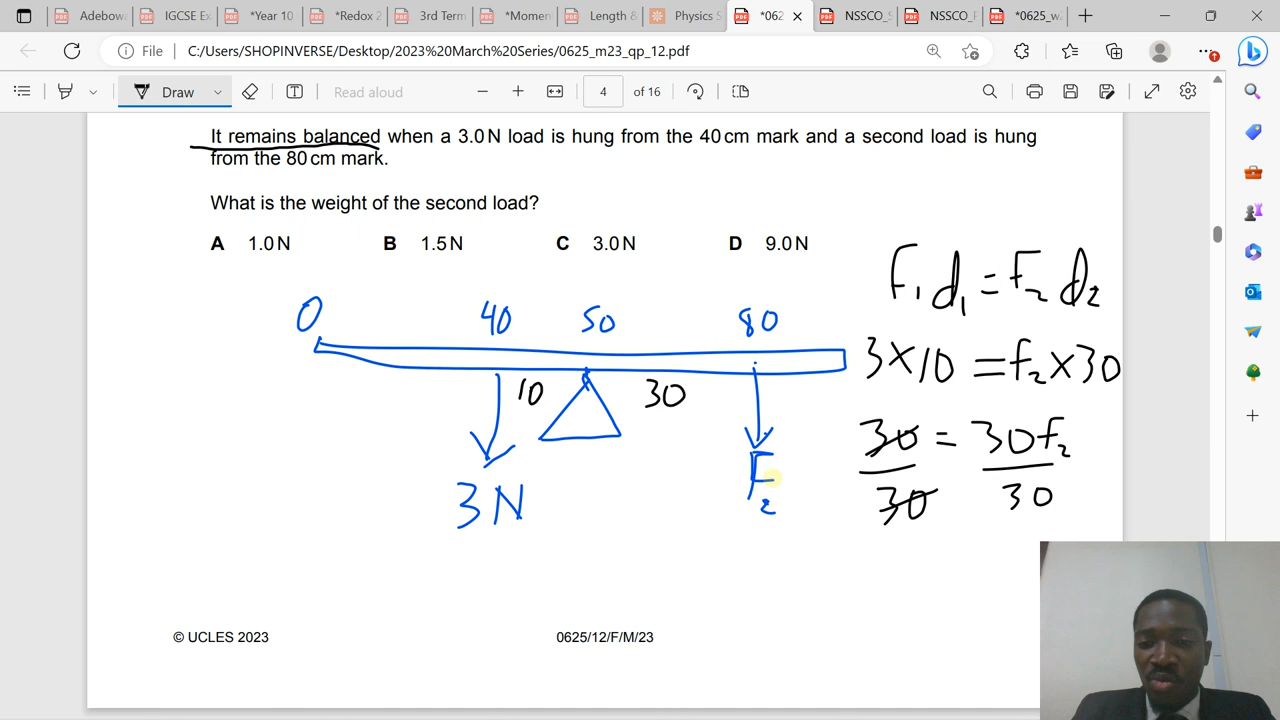 Adebow
IGCSE Ex
*Year 10
*Redox 2
3rd Term
*Momen
Length &
Physics S
*062
NSSCO_S
NSSCO_P
*0625_w
File
C:/Users/SHOPINVERSE/Desktop/2023%20March%20Series/0625_m23_qp_12.pdf
Draw
Read aloud
4 of 16
It remains balanced when a 3.0 N load is hung from the 40 cm mark and a second load is hung
from the 80 cm mark.
What is the weight of the second load?
A 1.0 N B 1.5 N C 3.0 N D 9.0 N
F₁d₁ = F₂d₂
0 40 50 80
3×10 = F₂×30
10 30
30 = 30F₂
30 30
3N F₂
© UCLES 2023 0625/12/F/M/23